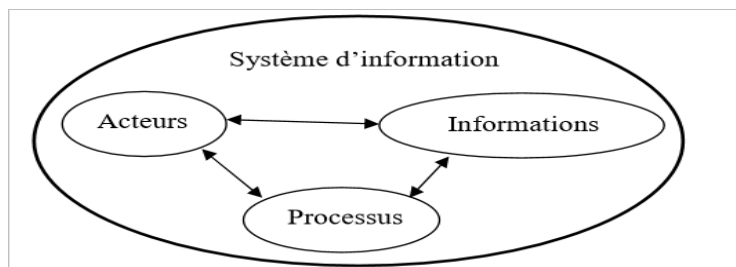 Système d’information
Acteurs
Informations
Processus